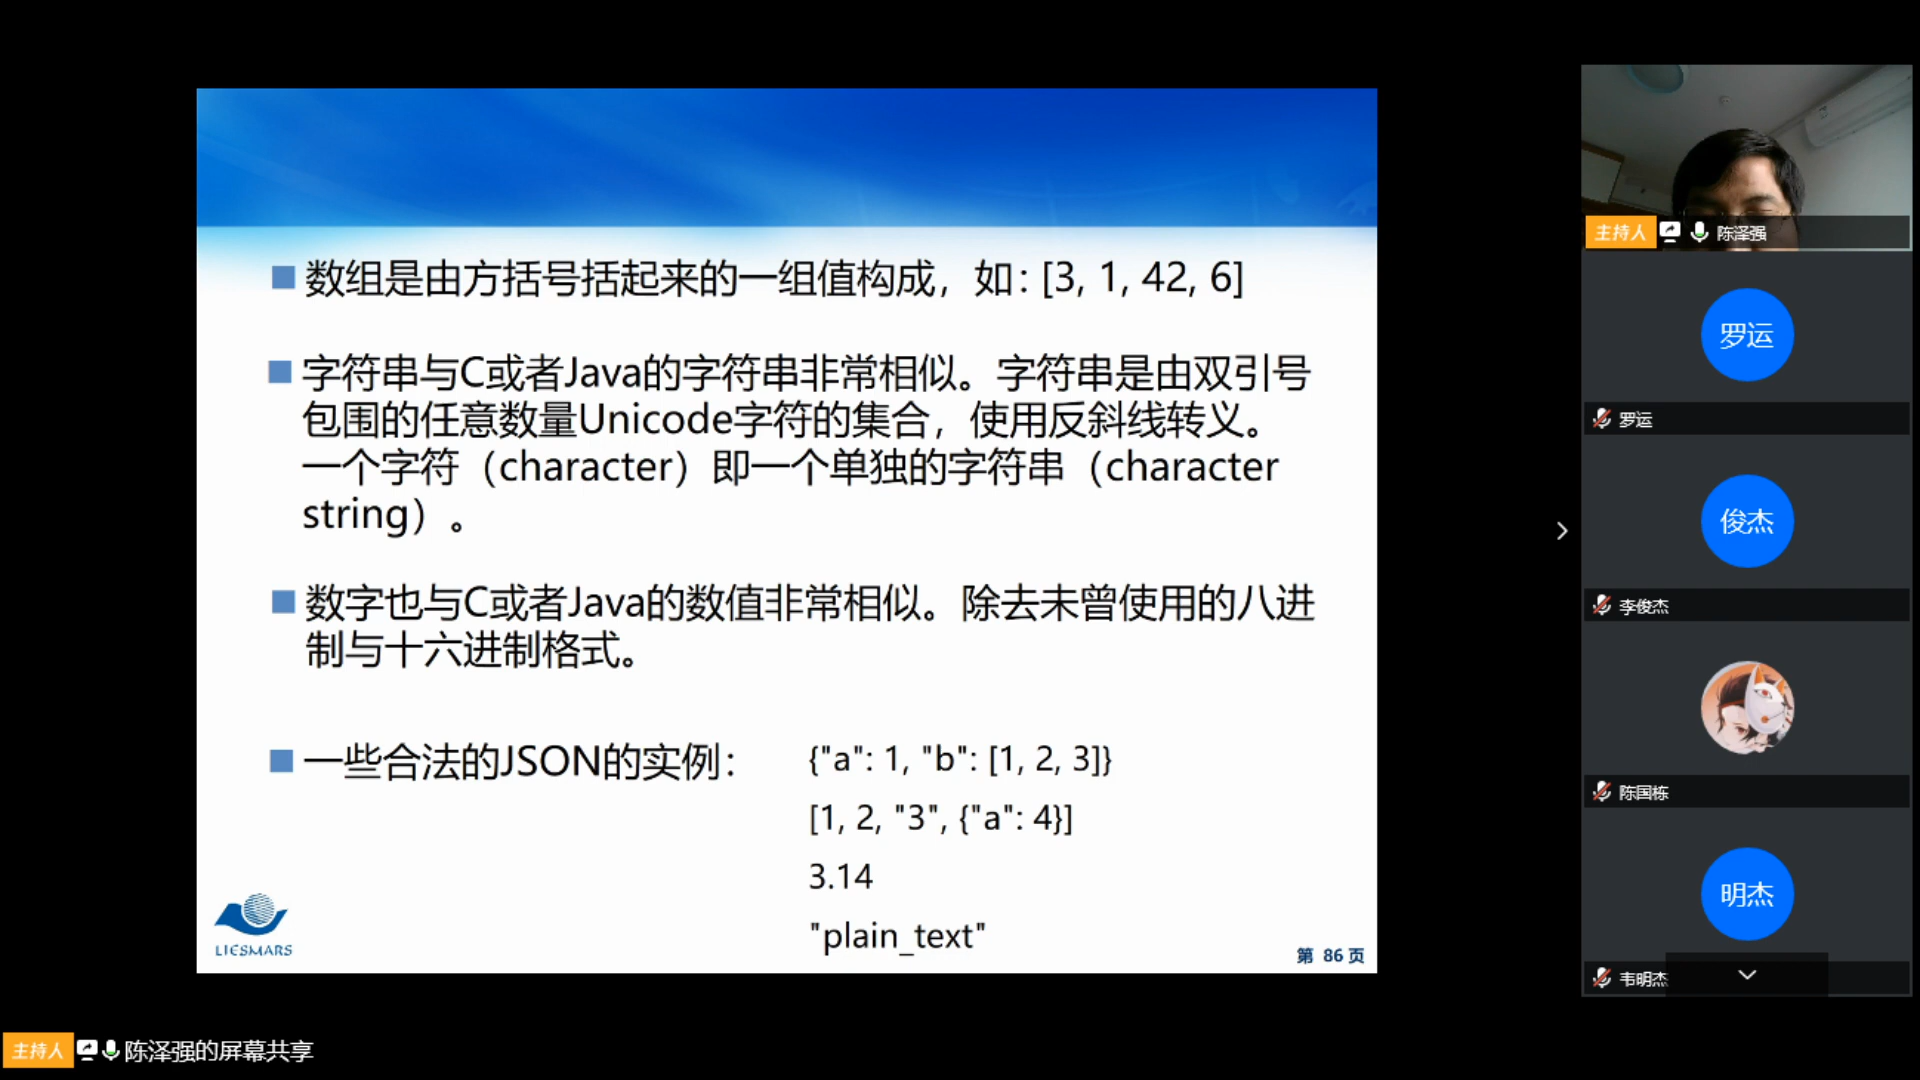 数组是由方括号括起来的一组值构成，如：[3, 1, 42, 6]
字符串与C或者Java的字符串非常相似。字符串是由双引号
包围的任意数量Unicode字符的集合，使用反斜线转义。
一个字符（character）即一个单独的字符串（character
string）。
数字也与C或者Java的数值非常相似。除去未曾使用的八进
制与十六进制格式。
一些合法的JSON的实例：
{"a": 1, "b": [1, 2, 3]}
[1, 2, "3", {"a": 4}]
3.14
"plain_text"
LIESMARS
第 86 页
主持人 陈泽强
罗运
罗运
俊杰
李俊杰
陈国栋
明杰
韦明杰
主持人 陈泽强的屏幕共享